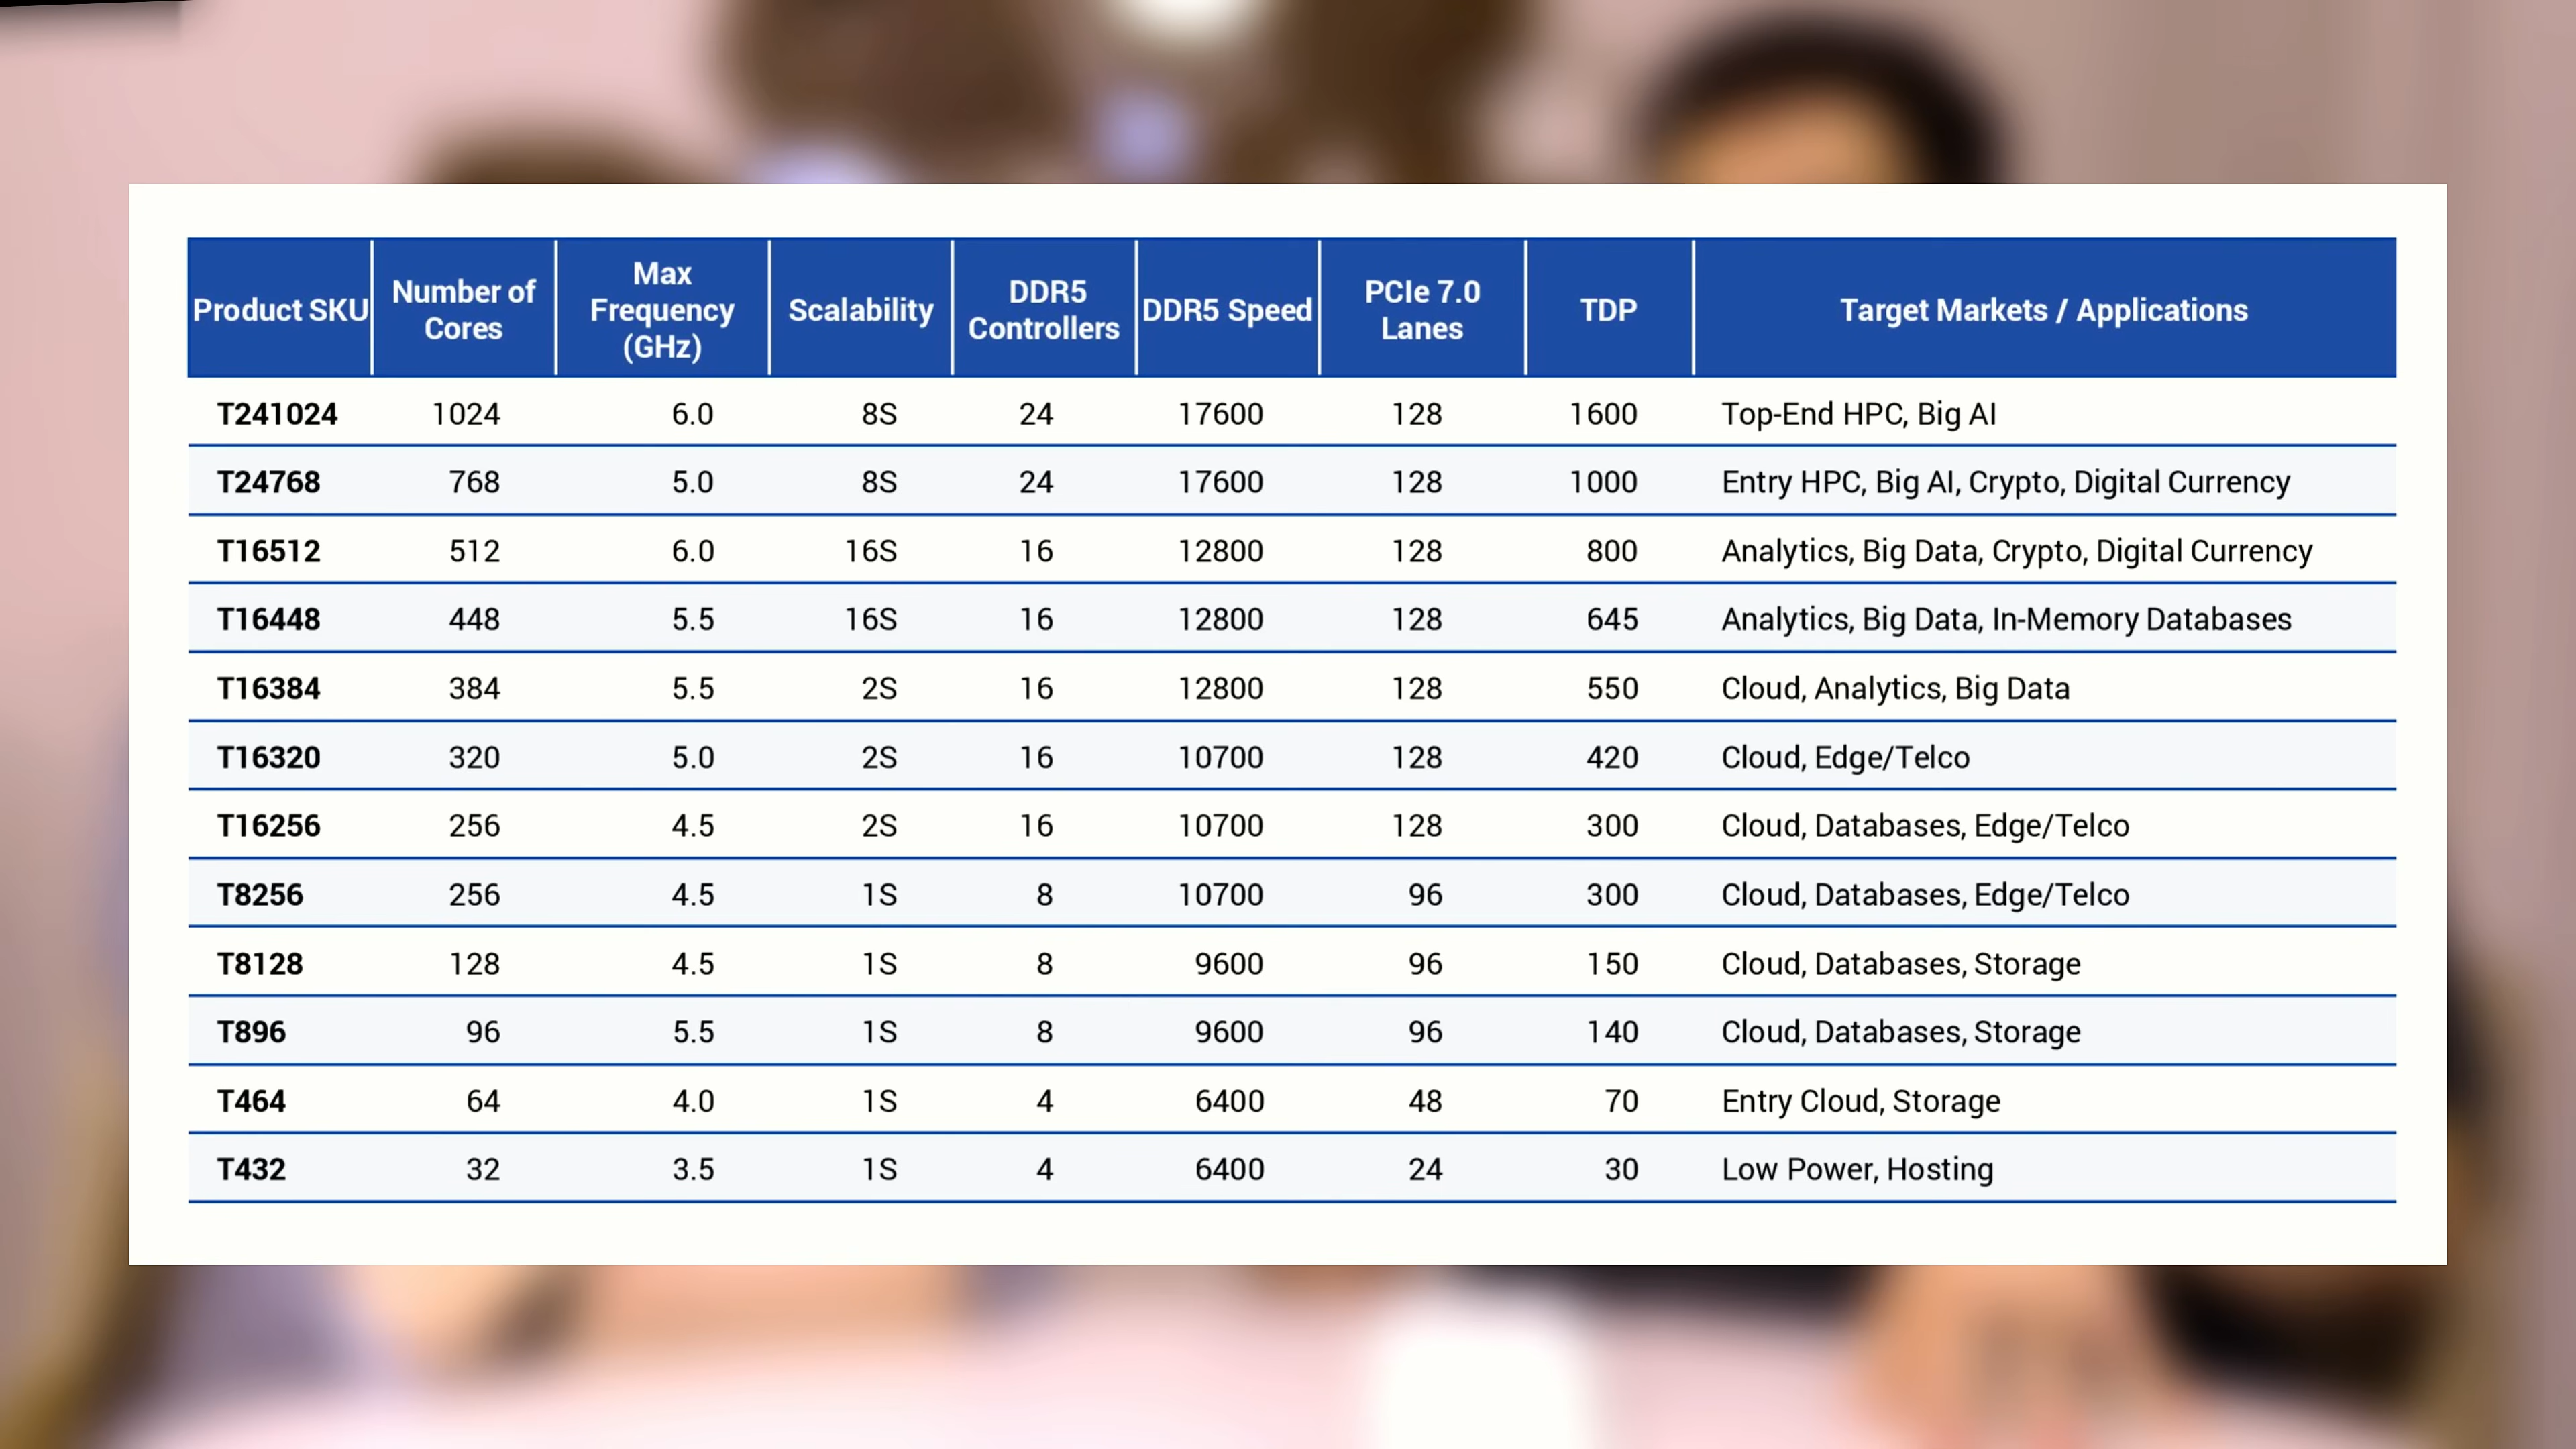 Product SKU Number of Cores Max Frequency (GHz) Scalability DDR5 Controllers DDR5 Speed PCIe 7.0 Lanes TDP Target Markets / Applications
T241024 1024 6.0 8S 24 17600 128 1600 Top-End HPC, Big AI
T24768 768 5.0 8S 24 17600 128 1000 Entry HPC, Big AI, Crypto, Digital Currency
T16512 512 6.0 16S 16 12800 128 800 Analytics, Big Data, Crypto, Digital Currency
T16448 448 5.5 16S 16 12800 128 645 Analytics, Big Data, In-Memory Databases
T16384 384 5.5 2S 16 12800 128 550 Cloud, Analytics, Big Data
T16320 320 5.0 2S 16 10700 128 420 Cloud, Edge/Telco
T16256 256 4.5 2S 16 10700 128 300 Cloud, Databases, Edge/Telco
T8256 256 4.5 1S 8 10700 96 300 Cloud, Databases, Edge/Telco
T8128 128 4.5 1S 8 9600 96 150 Cloud, Databases, Storage
T896 96 5.5 1S 8 9600 96 140 Cloud, Databases, Storage
T464 64 4.0 1S 4 6400 48 70 Entry Cloud, Storage
T432 32 3.5 1S 4 6400 24 30 Low Power, Hosting